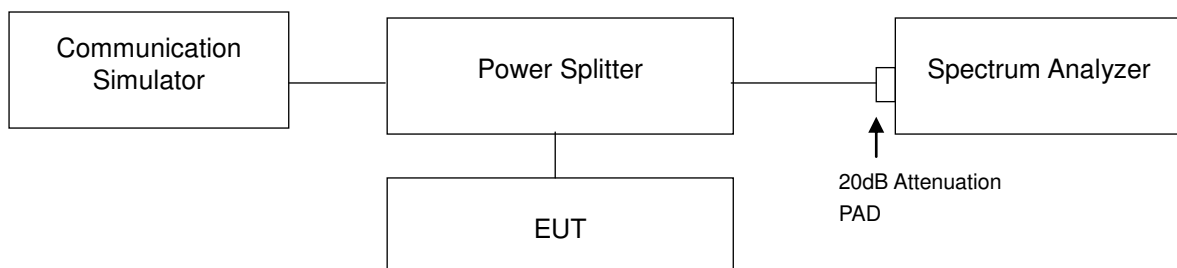 Communication
Simulator
Power Splitter
Spectrum Analyzer
20dB Attenuation
PAD
EUT